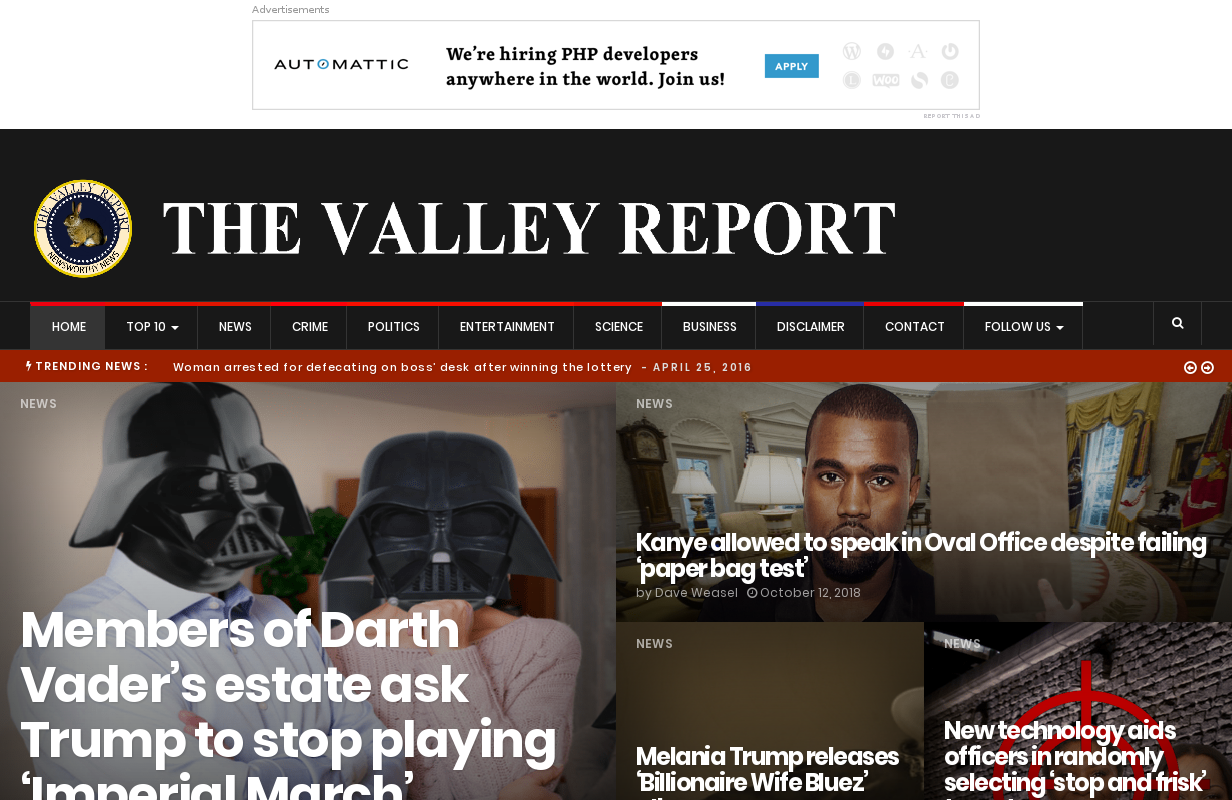 Advertisements
AUTOMATTIC
We're hiring PHP developers
anywhere in the world. Join us!
APPLY
WOO
REPORT THIS AD
THE VALLEY REPORT
NEWSWORTHY NEWS
THE VALLEY REPORT
HOME
TOP 10
NEWS
CRIME
POLITICS
ENTERTAINMENT
SCIENCE
BUSINESS
DISCLAIMER
CONTACT
FOLLOW US
TRENDING NEWS :
Woman arrested for defecating on boss' desk after winning the lottery - APRIL 25, 2016
NEWS
Members of Darth
Vader's estate ask
Trump to stop playing
'Imperial March'
NEWS
Kanye allowed to speak in Oval Office despite failing
'paper bag test'
by Dave Weasel October 12, 2018
NEWS
Melania Trump releases
'Billionaire Wife Bluez'
NEWS
New technology aids
officers in randomly
selecting 'stop and frisk'